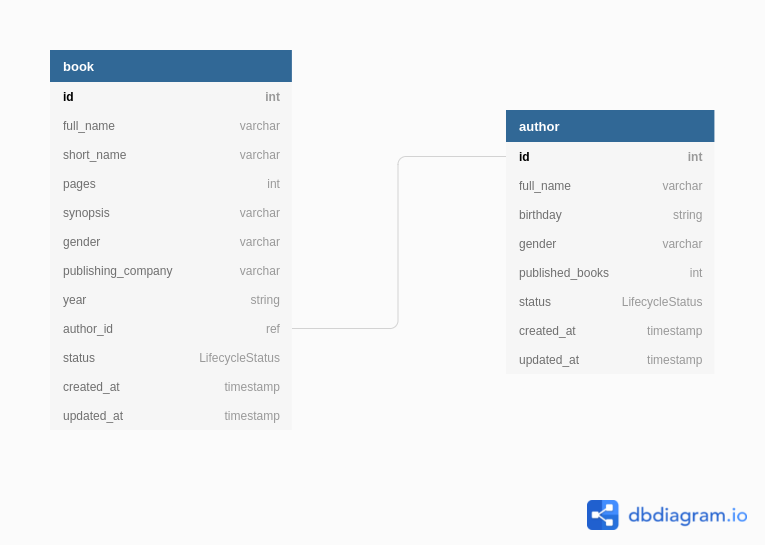 book
id int
full_name varchar
short_name varchar
pages int
synopsis varchar
gender varchar
publishing_company varchar
year string
author_id ref
status LifecycleStatus
created_at timestamp
updated_at timestamp
author
id int
full_name varchar
birthday string
gender varchar
published_books int
status LifecycleStatus
created_at timestamp
updated_at timestamp
dbdiagram.io